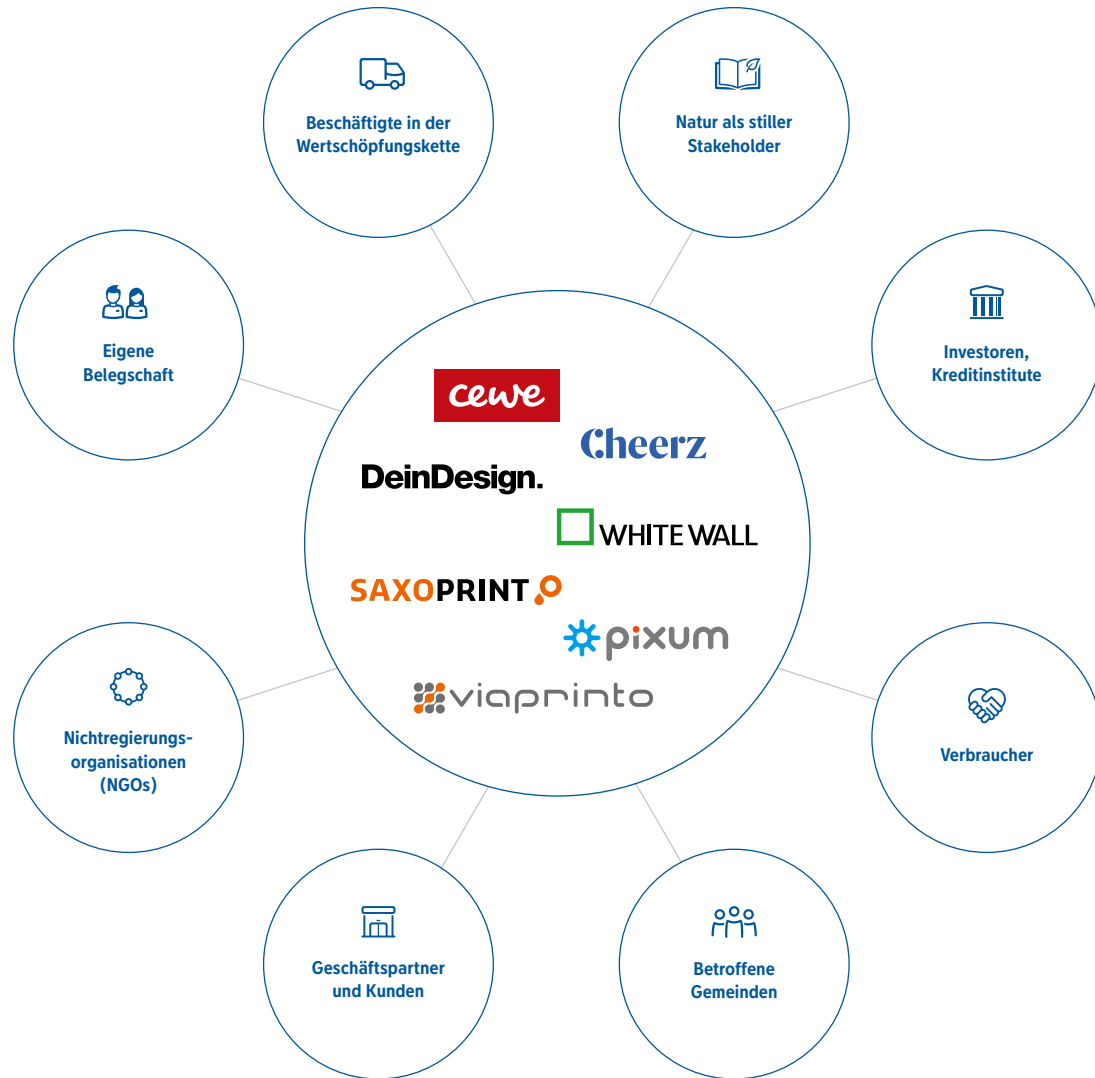 Beschäftigte in der
Wertschöpfungskette
Natur als stiller
Stakeholder
Eigene
Belegschaft
Investoren,
Kreditinstitute
cewe
Cheerz
DeinDesign.
WHITE WALL
SAXOPRINT
pixum
viaprinto
Nichtregierungs-
organisationen
(NGOs)
Verbraucher
Geschäftspartner
und Kunden
Betroffene
Gemeinden